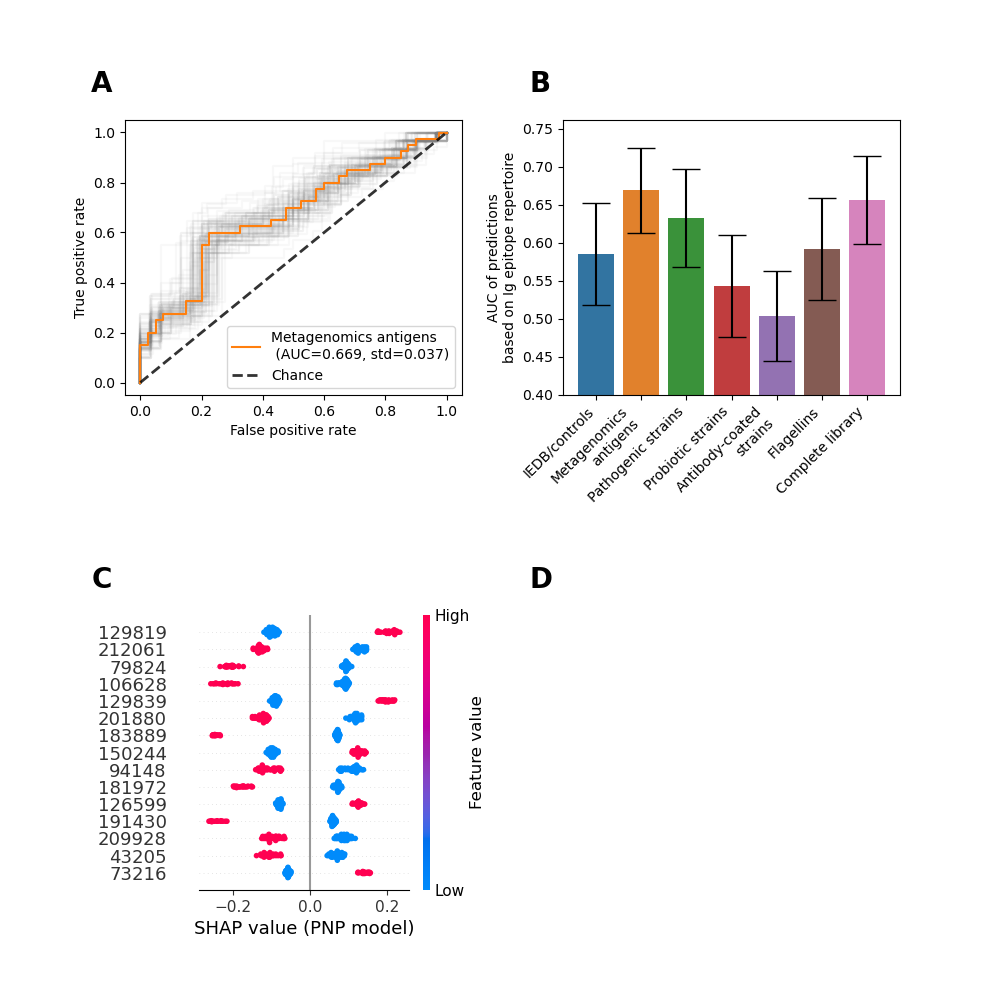 A
1.0
0.8
0.6
0.4
0.2
0.0
True positive rate
0.0 0.2 0.4 0.6 0.8 1.0
False positive rate
Metagenomics antigens
(AUC=0.669, std=0.037)
Chance
B
0.75
0.70
0.65
0.60
0.55
0.50
0.45
0.40
AUC of predictions
based on Ig epitope repertoire
IEDB/controls
Metagenomics
antigens
Pathogenic strains
Probiotic strains
Antibody-coated
strains
Flagellins
Complete library
C
129819
212061
79824
106628
129839
201880
183889
150244
94148
181972
126599
191430
209928
43205
73216
−0.2 0.0 0.2
SHAP value (PNP model)
High
Low
Feature value
D